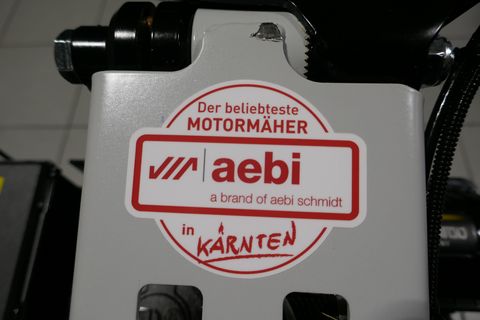 Der beliebteste
MOTORMÄHER
aebi
a brand of aebi schmidt
in
KÄRNTEN